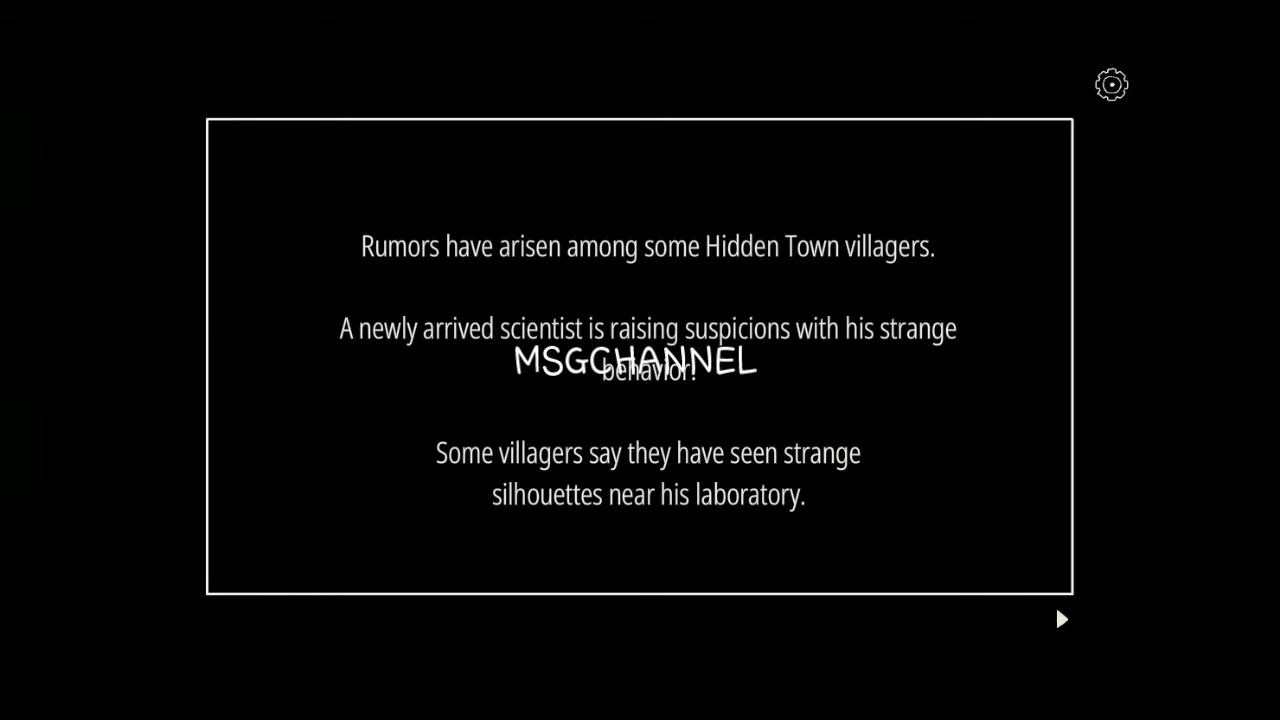 Rumors have arisen among some Hidden Town villagers.
A newly arrived scientist is raising suspicions with his strange
MSGCHANNEL
behavior!
Some villagers say they have seen strange
silhouettes near his laboratory.